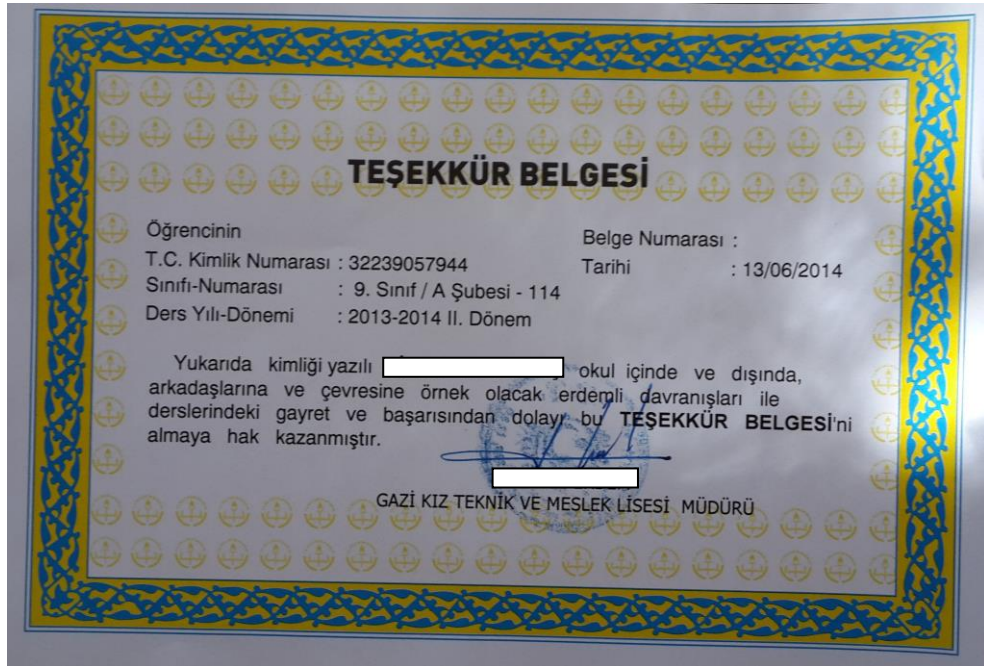 TEŞEKKÜR BELGESİ
Öğrencinin
Belge Numarası :
T.C. Kimlik Numarası : 32239057944
Tarihi : 13/06/2014
Sınıfı-Numarası : 9. Sınıf / A Şubesi - 114
Ders Yılı-Dönemi : 2013-2014 II. Dönem
Yukarıda kimliği yazılı okul içinde ve dışında,
arkadaşlarına ve çevresine örnek olacak erdemli davranışları ile
derslerindeki gayret ve başarısından dolayı bu TEŞEKKÜR BELGESİ'ni
almaya hak kazanmıştır.
GAZİ KIZ TEKNİK VE MESLEK LİSESİ MÜDÜRÜ